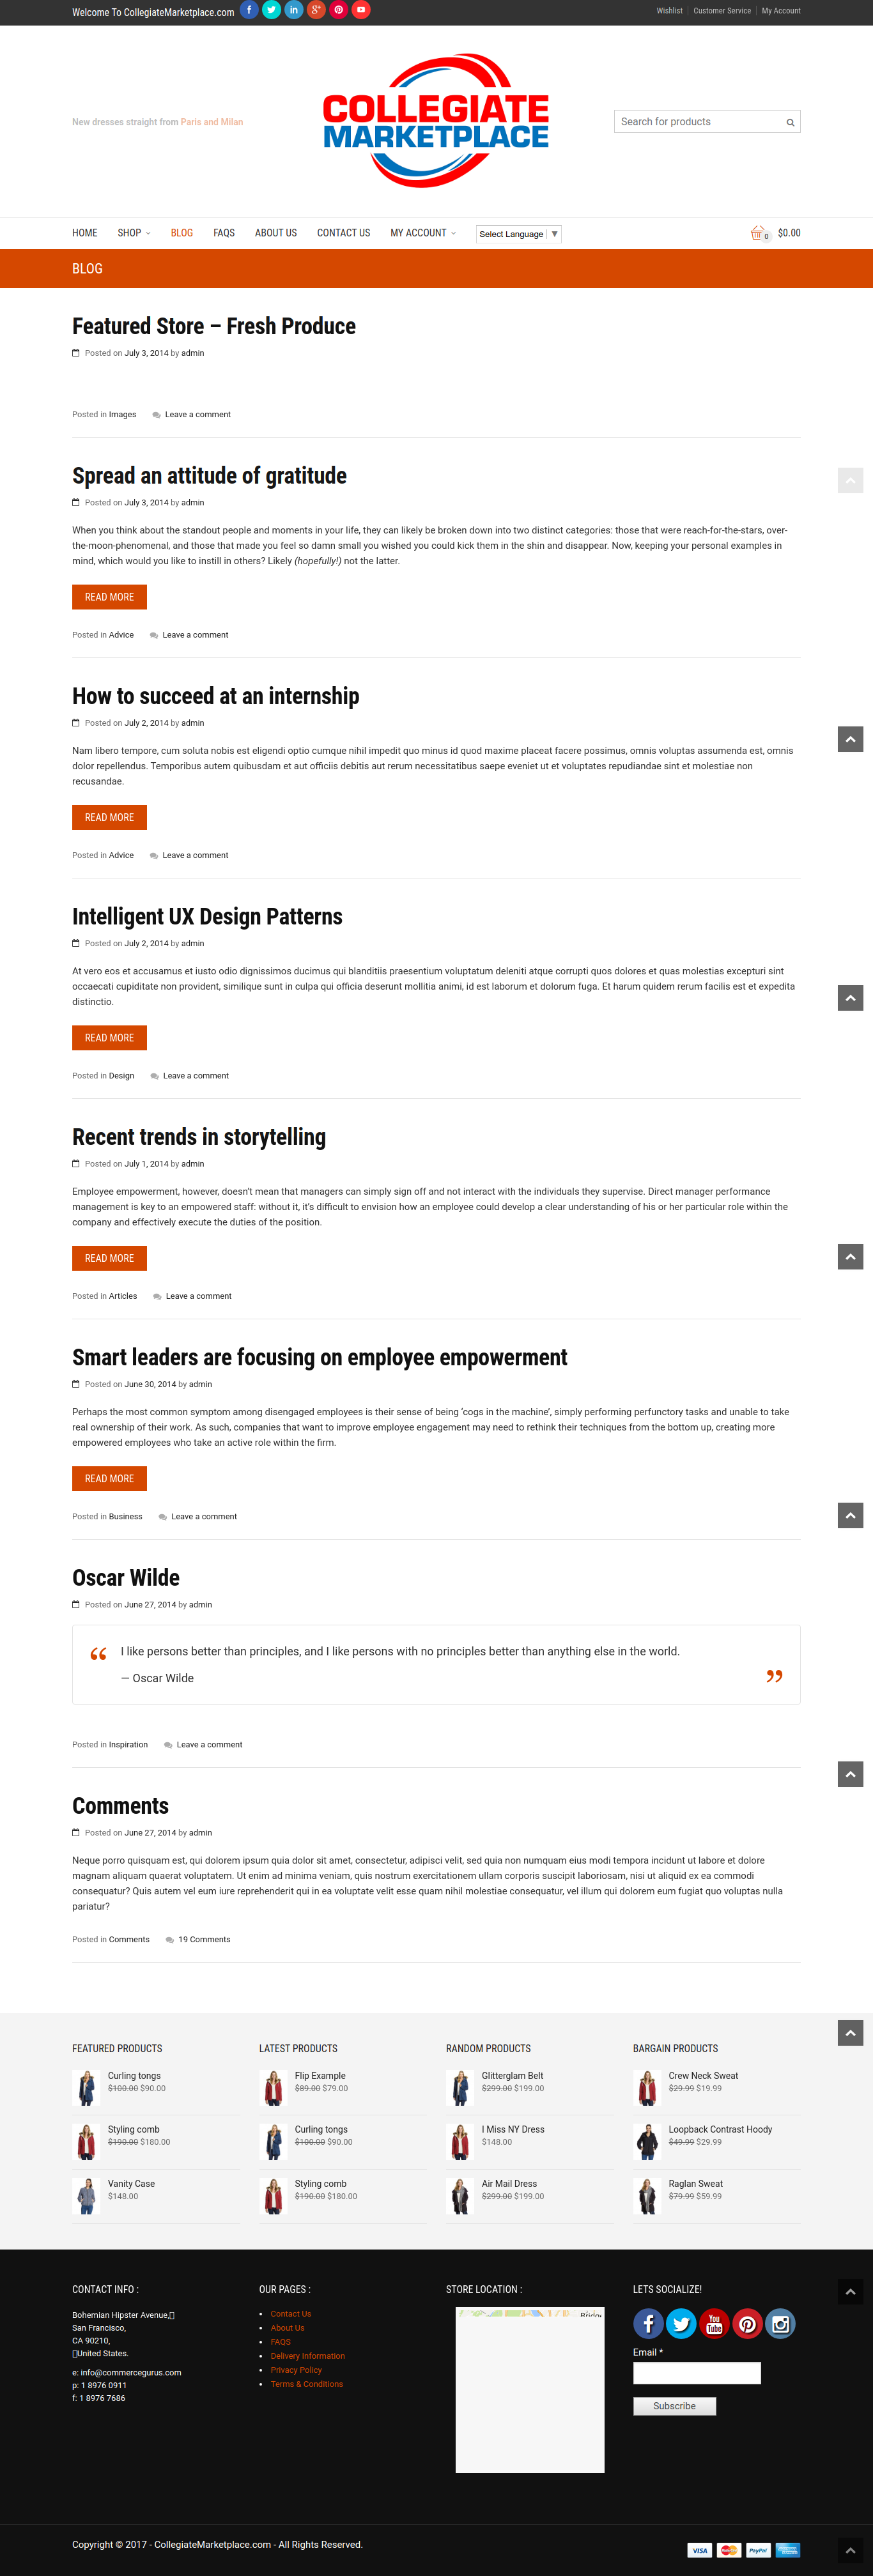 Welcome To CollegiateMarketplace.com
Wishlist
Customer Service
My Account
New dresses straight from Paris and Milan
COLLEGIATE
MARKETPLACE
Search for products
HOME
SHOP
BLOG
FAQS
ABOUT US
CONTACT US
MY ACCOUNT
Select Language ▼
0
$0.00
BLOG
Featured Store – Fresh Produce
Posted on July 3, 2014 by admin
Posted in Images
Leave a comment
Spread an attitude of gratitude
Posted on July 3, 2014 by admin
When you think about the standout people and moments in your life, they can likely be broken down into two distinct categories: those that were reach-for-the-stars, over-
the-moon-phenomenal, and those that made you feel so damn small you wished you could kick them in the shin and disappear. Now, keeping your personal examples in
mind, which would you like to instill in others? Likely (hopefully!) not the latter.
READ MORE
Posted in Advice
Leave a comment
How to succeed at an internship
Posted on July 2, 2014 by admin
Nam libero tempore, cum soluta nobis est eligendi optio cumque nihil impedit quo minus id quod maxime placeat facere possimus, omnis voluptas assumenda est, omnis
dolor repellendus. Temporibus autem quibusdam et aut officiis debitis aut rerum necessitatibus saepe eveniet ut et voluptates repudiandae sint et molestiae non
recusandae.
READ MORE
Posted in Advice
Leave a comment
Intelligent UX Design Patterns
Posted on July 2, 2014 by admin
At vero eos et accusamus et iusto odio dignissimos ducimus qui blanditiis praesentium voluptatum deleniti atque corrupti quos dolores et quas molestias excepturi sint
occaecati cupiditate non provident, similique sunt in culpa qui officia deserunt mollitia animi, id est laborum et dolorum fuga. Et harum quidem rerum facilis est et expedita
distinctio.
READ MORE
Posted in Design
Leave a comment
Recent trends in storytelling
Posted on July 1, 2014 by admin
Employee empowerment, however, doesn't mean that managers can simply sign off and not interact with the individuals they supervise. Direct manager performance
management is key to an empowered staff: without it, it's difficult to envision how an employee could develop a clear understanding of his or her particular role within the
company and effectively execute the duties of the position.
READ MORE
Posted in Articles
Leave a comment
Smart leaders are focusing on employee empowerment
Posted on June 30, 2014 by admin
Perhaps the most common symptom among disengaged employees is their sense of being 'cogs in the machine', simply performing perfunctory tasks and unable to take
real ownership of their work. As such, companies that want to improve employee engagement may need to rethink their techniques from the bottom up, creating more
empowered employees who take an active role within the firm.
READ MORE
Posted in Business
Leave a comment
Oscar Wilde
Posted on June 27, 2014 by admin
“ I like persons better than principles, and I like persons with no principles better than anything else in the world.
— Oscar Wilde ”
Posted in Inspiration
Leave a comment
Comments
Posted on June 27, 2014 by admin
Neque porro quisquam est, qui dolorem ipsum quia dolor sit amet, consectetur, adipisci velit, sed quia non numquam eius modi tempora incidunt ut labore et dolore
magnam aliquam quaerat voluptatem. Ut enim ad minima veniam, quis nostrum exercitationem ullam corporis suscipit laboriosam, nisi ut aliquid ex ea commodi
consequatur? Quis autem vel eum iure reprehenderit qui in ea voluptate velit esse quam nihil molestiae consequatur, vel illum qui dolorem eum fugiat quo voluptas nulla
pariatur?
Posted in Comments
19 Comments
FEATURED PRODUCTS
Curling tongs
$100.00 $90.00
Styling comb
$190.00 $180.00
Vanity Case
$148.00
LATEST PRODUCTS
Flip Example
$89.00 $79.00
Curling tongs
$100.00 $90.00
Styling comb
$190.00 $180.00
RANDOM PRODUCTS
Glitterglam Belt
$299.00 $199.00
I Miss NY Dress
$148.00
Air Mail Dress
$299.00 $199.00
BARGAIN PRODUCTS
Crew Neck Sweat
$29.99 $19.99
Loopback Contrast Hoody
$49.99 $29.99
Raglan Sweat
$79.99 $59.99
CONTACT INFO :
Bohemian Hipster Avenue,
San Francisco,
CA 90210,
United States.
e: info@commercegurus.com
p: 1 8976 0911
f: 1 8976 7686
OUR PAGES :
Contact Us
About Us
FAQS
Delivery Information
Privacy Policy
Terms & Conditions
STORE LOCATION :
LETS SOCIALIZE!
You
Tube
Email *
Subscribe
Copyright © 2017 - CollegiateMarketplace.com - All Rights Reserved.
VISA
MasterCard
PayPal